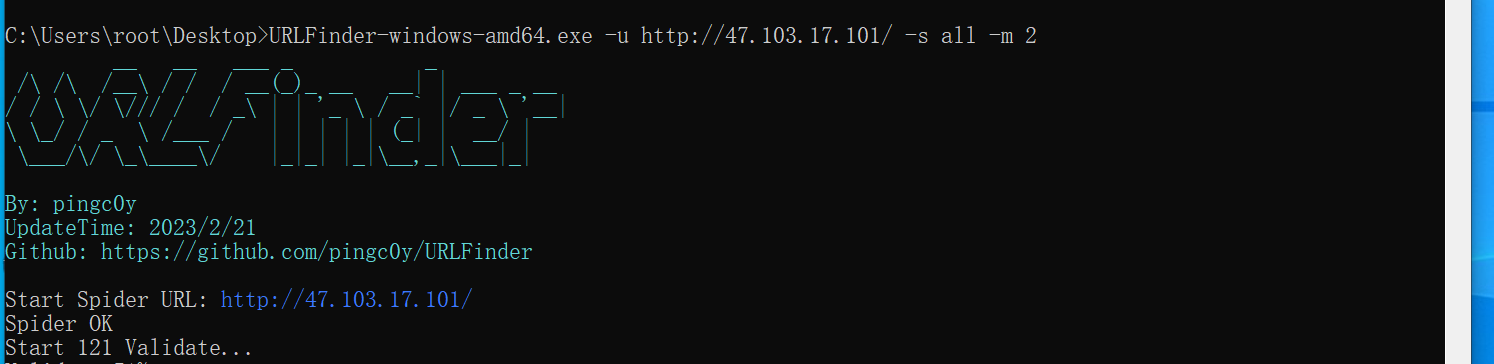 C:\Users\root\Desktop>URLFinder-windows-amd64.exe -u http://47.103.17.101/ -s all -m 2
URLFinder
By: pingc0y
UpdateTime: 2023/2/21
Github: https://github.com/pingc0y/URLFinder
Start Spider URL: http://47.103.17.101/
Spider OK
Start 121 Validate...